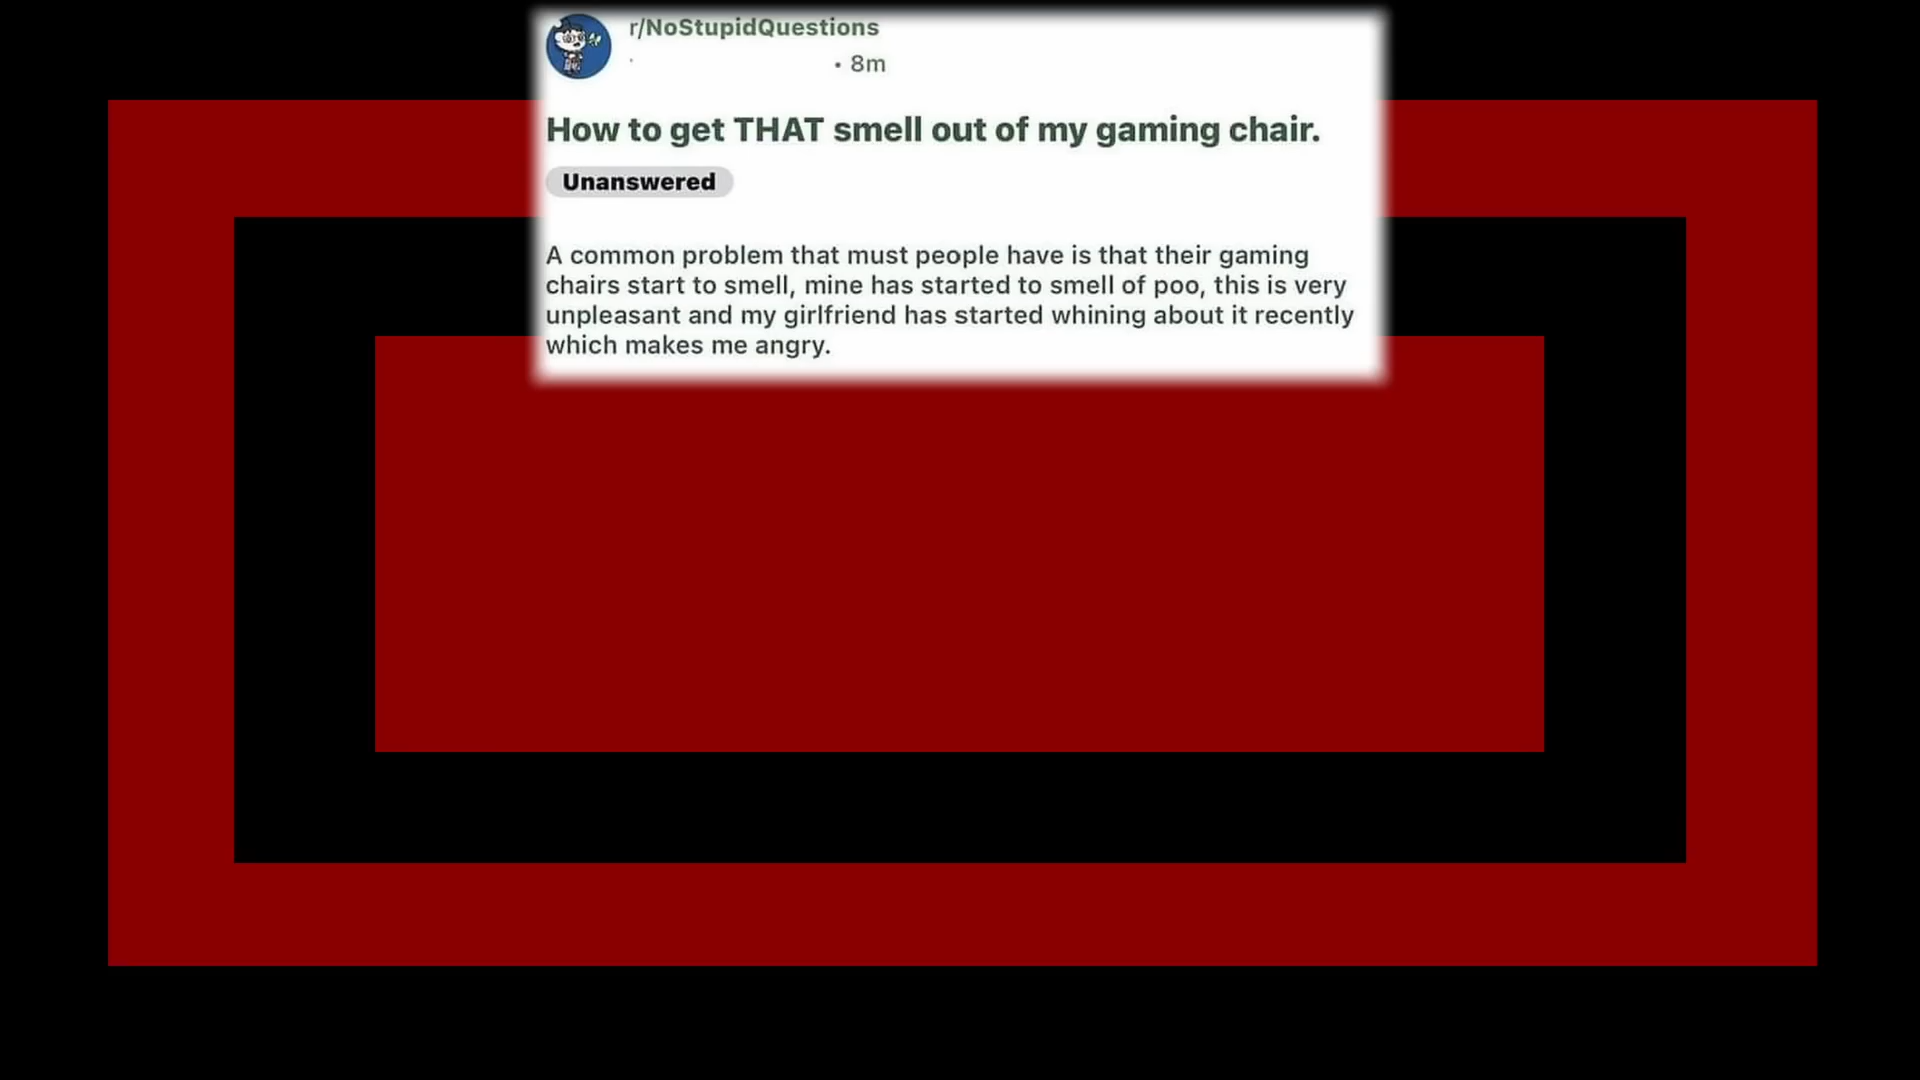 r/NoStupidQuestions
• 8m
How to get THAT smell out of my gaming chair.
Unanswered
A common problem that must people have is that their gaming
chairs start to smell, mine has started to smell of poo, this is very
unpleasant and my girlfriend has started whining about it recently
which makes me angry.